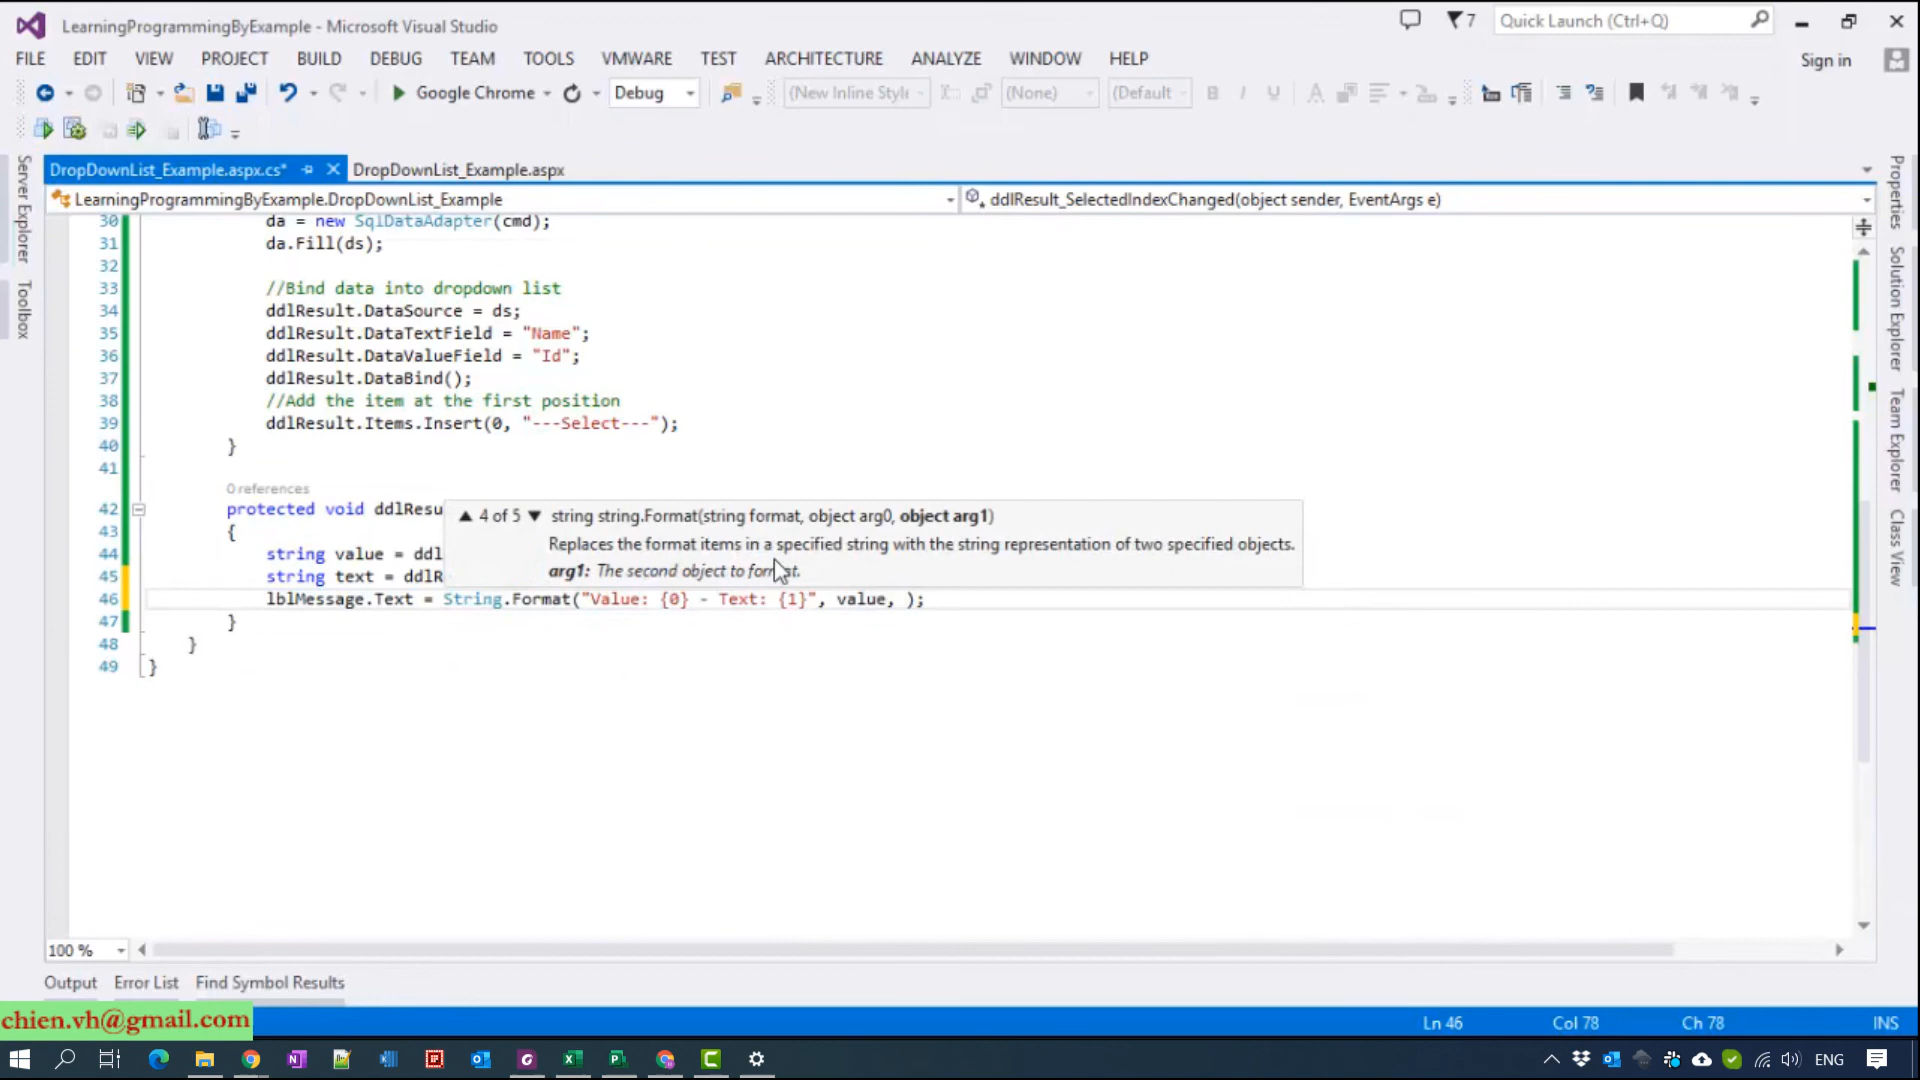 LearningProgrammingByExample - Microsoft Visual Studio
7
Quick Launch (Ctrl+Q)
FILE EDIT VIEW PROJECT BUILD DEBUG TEAM TOOLS VMWARE TEST ARCHITECTURE ANALYZE WINDOW HELP
Sign in
Google Chrome
Debug
(New Inline Style
(None)
(Default
DropDownList_Example.aspx.cs*
DropDownList_Example.aspx
LearningProgrammingByExample.DropDownList_Example
ddlResult_SelectedIndexChanged(object sender, EventArgs e)
Server Explorer
Toolbox
Properties
Solution Explorer
Team Explorer
Class View
30 da = new SqlDataAdapter(cmd);
31 da.Fill(ds);
32
33 //Bind data into dropdown list
34 ddlResult.DataSource = ds;
35 ddlResult.DataTextField = "Name";
36 ddlResult.DataValueField = "Id";
37 ddlResult.DataBind();
38 //Add the item at the first position
39 ddlResult.Items.Insert(0, "---Select---");
40 }
41
0 references
42 protected void ddlResu
43 {
44 string value = ddl
45 string text = ddlR
46 lblMessage.Text = String.Format("Value: {0} - Text: {1}", value, );
47 }
48 }
49 }
4 of 5 string string.Format(string format, object arg0, object arg1)
Replaces the format items in a specified string with the string representation of two specified objects.
arg1: The second object to format.
100 %
Output Error List Find Symbol Results
chien.vh@gmail.com
Ln 46 Col 78 Ch 78 INS
ENG